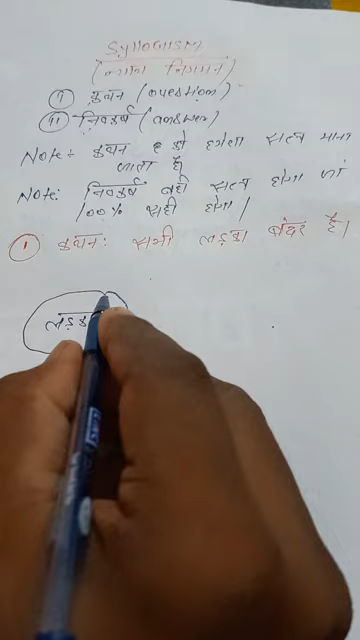 Syllogism
(न्याय निगमन)
(i) कथन (Question)
(ii) निष्कर्ष (answer)
Note:- कथन को हमेशा सत्य माना
जाता है
Note: निष्कर्ष वही सत्य होगा जो
100% सही होगा।
(1) कथन: सभी लड़का बंदर है।
लड़क